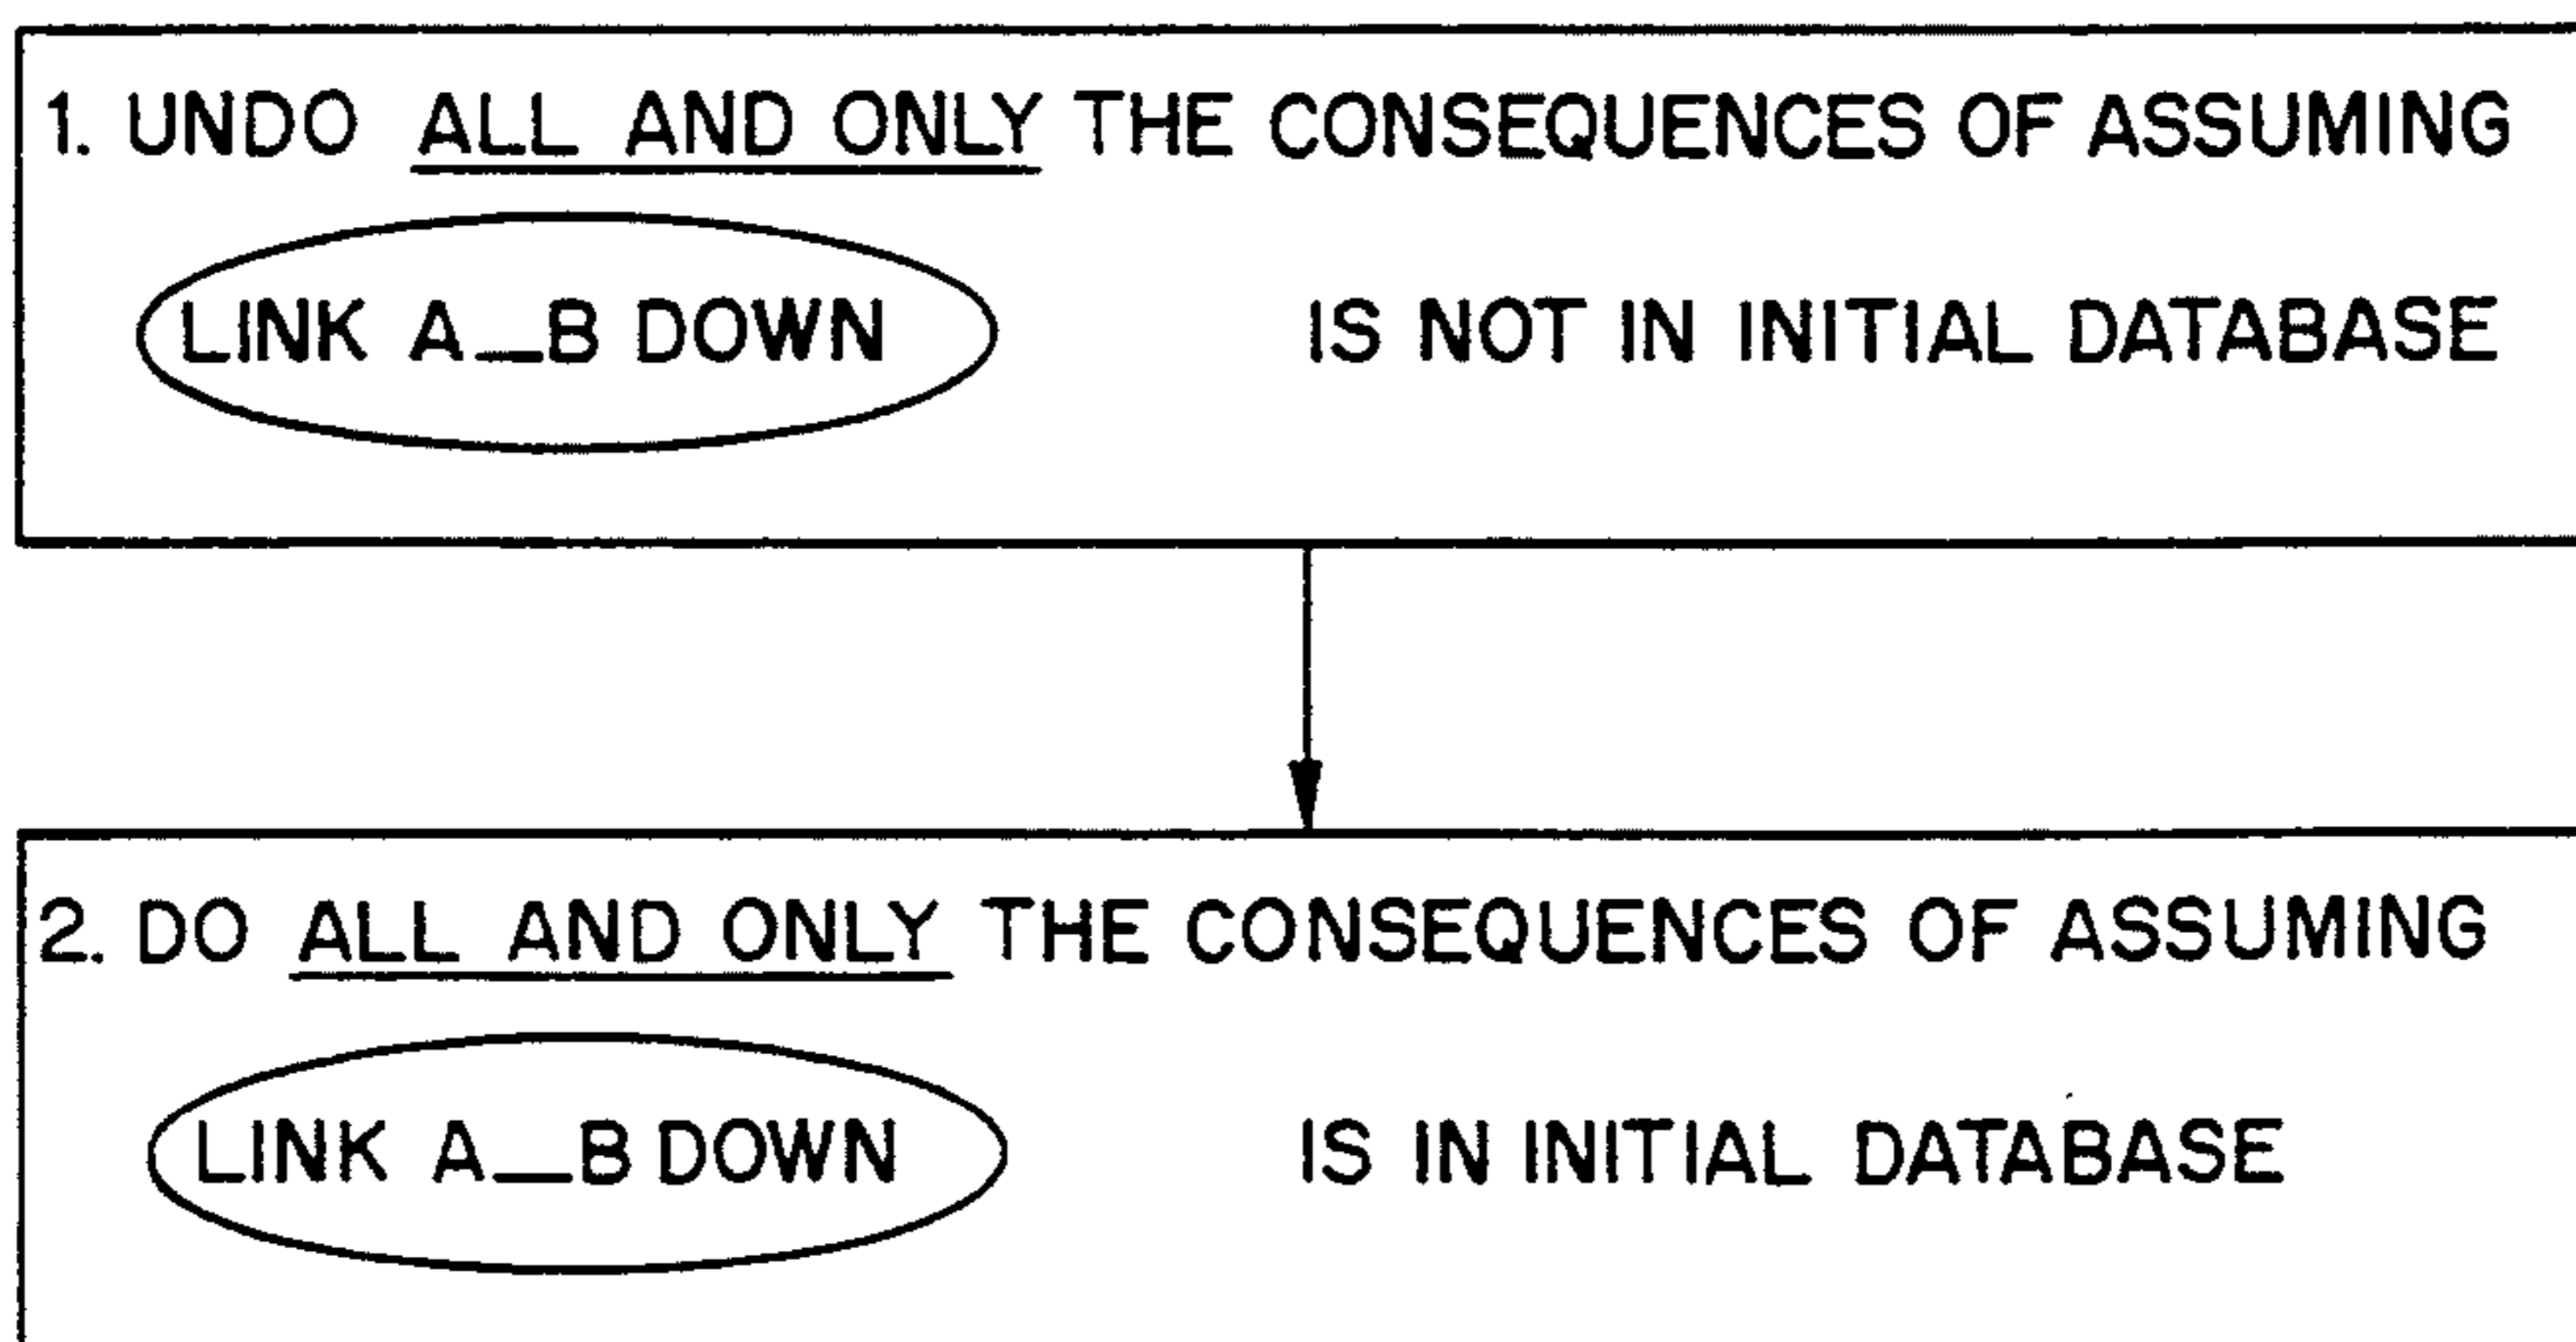 1. UNDO ALL AND ONLY THE CONSEQUENCES OF ASSUMING
LINK A_B DOWN IS NOT IN INITIAL DATABASE
2. DO ALL AND ONLY THE CONSEQUENCES OF ASSUMING
LINK A_B DOWN IS IN INITIAL DATABASE